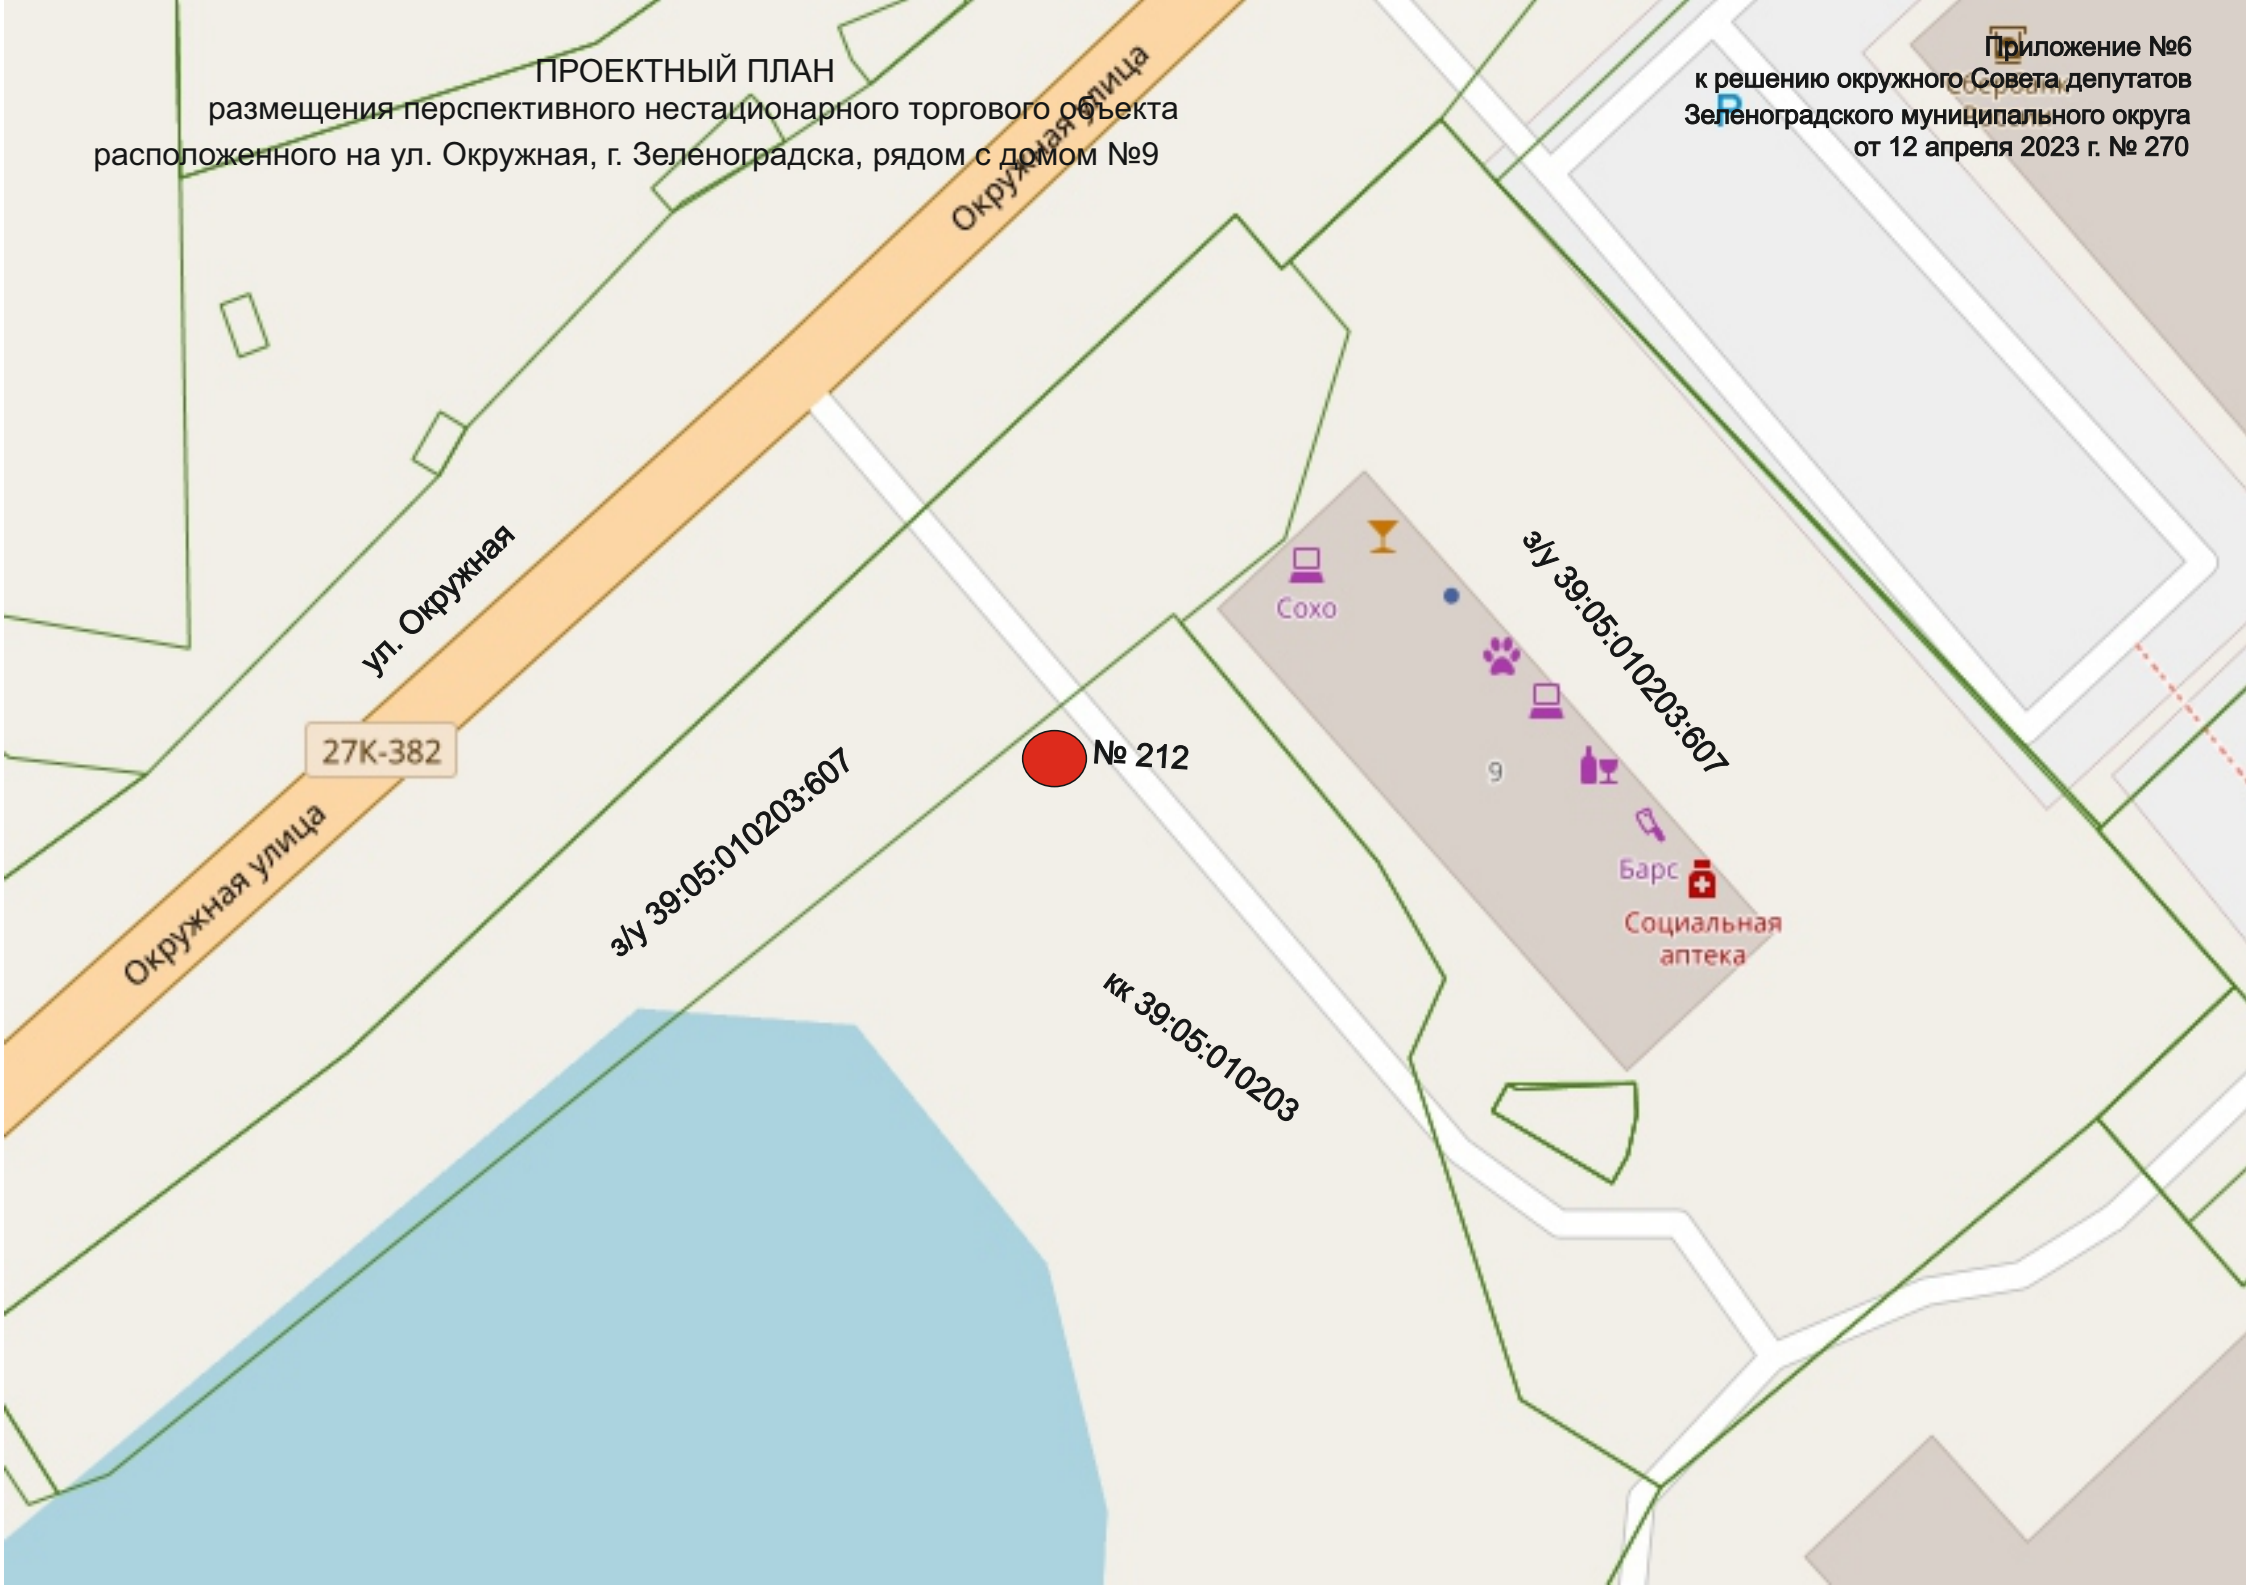 ПРОЕКТНЫЙ ПЛАН
размещения перспективного нестационарного торгового объекта
расположенного на ул. Окружная, г. Зеленоградска, рядом с домом №9
Приложение №6
к решению окружного Совета депутатов
Зеленоградского муниципального округа
от 12 апреля 2023 г. № 270
Сбербанк
P
Окружная улица
ул. Окружная
27К-382
Окружная улица
з/у 39:05:010203:607
№ 212
Сохо
з/у 39:05:010203:607
9
Барс
Социальная
аптека
кк 39:05:010203